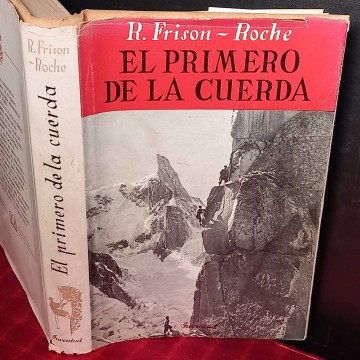 R. Frison-Roche
EL PRIMERO
DE LA CUERDA
Juventud
R. Frison
-Roche
El primero de la cuerda
Juventud